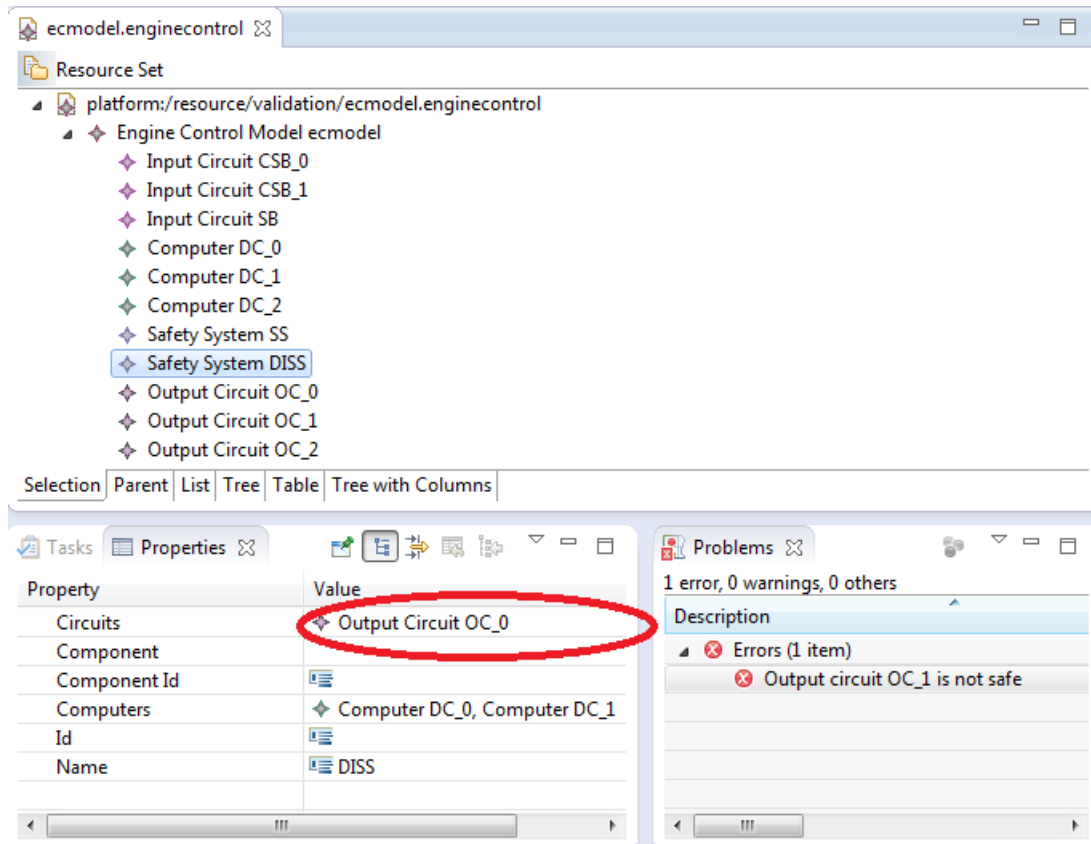 ecmodel.enginecontrol
Resource Set
platform:/resource/validation/ecmodel.enginecontrol
Engine Control Model ecmodel
Input Circuit CSB_0
Input Circuit CSB_1
Input Circuit SB
Computer DC_0
Computer DC_1
Computer DC_2
Safety System SS
Safety System DISS
Output Circuit OC_0
Output Circuit OC_1
Output Circuit OC_2
Selection Parent List Tree Table Tree with Columns
Tasks Properties
Property Value
Circuits Output Circuit OC_0
Component
Component Id
Computers Computer DC_0, Computer DC_1
Id
Name DISS
Problems
1 error, 0 warnings, 0 others
Description
Errors (1 item)
Output circuit OC_1 is not safe